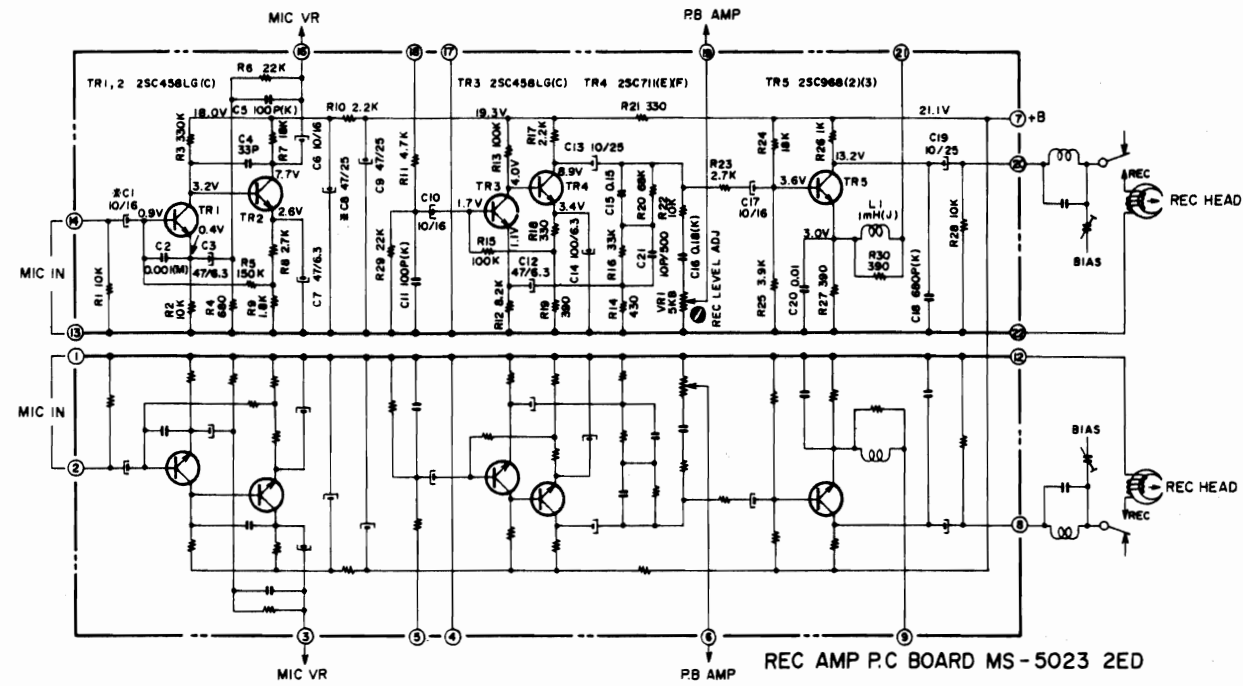 MIC VR
P.B AMP
15
18
17
19
21
R6 22K
TR1, 2 2SC458LG(C)
TR3 2SC458LG(C)
TR4 2SC711(E)(F)
TR5 2SC968(2)(3)
C5 100P(K)
R10 2.2K
R21 330
18.0V
19.3V
21.1V
7 +B
R3 330K
C4
33P
R7 18K
C6 10/16
※C8 47/25
C9 47/25
R11 4.7K
R13 100K
R17
2.2K
C13 10/25
R24
18K
R26 1K
C19
10/25
7.7V
4.0V
8.9V
13.2V
20
※C1
10/16
3.2V
C10
10/16
TR3
TR4
C15 0.15
R20 68K
R22
10K
R23
2.7K
3.6V
TR5
REC
REC HEAD
14
0.9V
TR1
0.4V
TR2
2.6V
1.7V
1.1V
3.4V
C17
10/16
L1
1mH(J)
C2
0.001(M)
C3
47/6.3
R8 2.7K
C7 47/6.3
R29 22K
C11 100P(K)
R15
100K
R18
330
C14 100/6.3
C12
47/6.3
R16 33K
C21
10P/500
C16 0.18(K)
REC LEVEL ADJ
3.0V
R30
390
R28 10K
BIAS
MIC IN
R1 10K
R5
150K
R2
10K
R4
680
R9
1.8K
R12 8.2K
R19
390
R14
430
VR1
5KB
R25 3.9K
C20 0.01
R27 390
C18 680P(K)
13
22
1
12
MIC IN
2
BIAS
REC HEAD
REC
8
3
5
4
6
9
MIC VR
P.B AMP
REC AMP P.C BOARD MS-5023 2ED